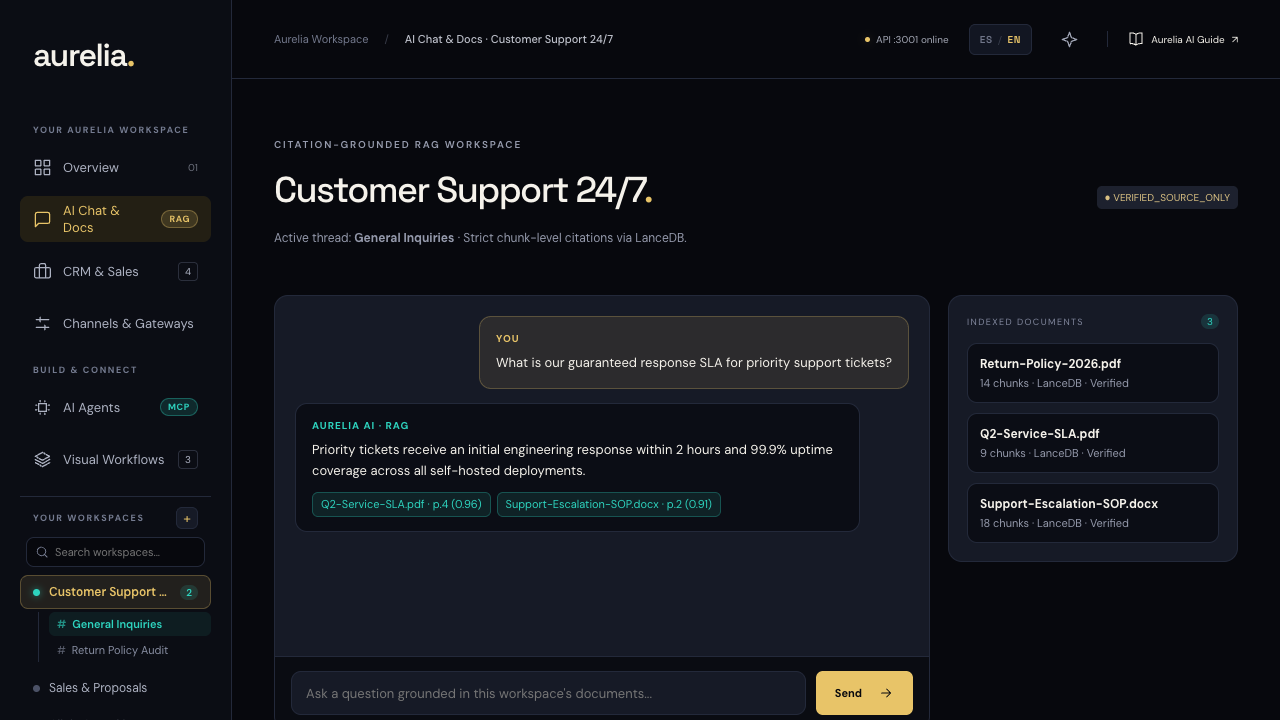 aurelia.
YOUR AURELIA WORKSPACE
Overview 01
AI Chat &
Docs
RAG
CRM & Sales 4
Channels & Gateways
BUILD & CONNECT
AI Agents MCP
Visual Workflows 3
YOUR WORKSPACES +
Search workspaces...
Customer Support ... 2
# General Inquiries
# Return Policy Audit
Sales & Proposals
Aurelia Workspace / AI Chat & Docs · Customer Support 24/7
API :3001 online
ES / EN
Aurelia AI Guide ↗
CITATION-GROUNDED RAG WORKSPACE
Customer Support 24/7.
VERIFIED_SOURCE_ONLY
Active thread: General Inquiries · Strict chunk-level citations via LanceDB.
YOU
What is our guaranteed response SLA for priority support tickets?
AURELIA AI · RAG
Priority tickets receive an initial engineering response within 2 hours and 99.9% uptime
coverage across all self-hosted deployments.
Q2-Service-SLA.pdf · p.4 (0.96)
Support-Escalation-SOP.docx · p.2 (0.91)
Ask a question grounded in this workspace's documents...
Send →
INDEXED DOCUMENTS 3
Return-Policy-2026.pdf
14 chunks · LanceDB · Verified
Q2-Service-SLA.pdf
9 chunks · LanceDB · Verified
Support-Escalation-SOP.docx
18 chunks · LanceDB · Verified